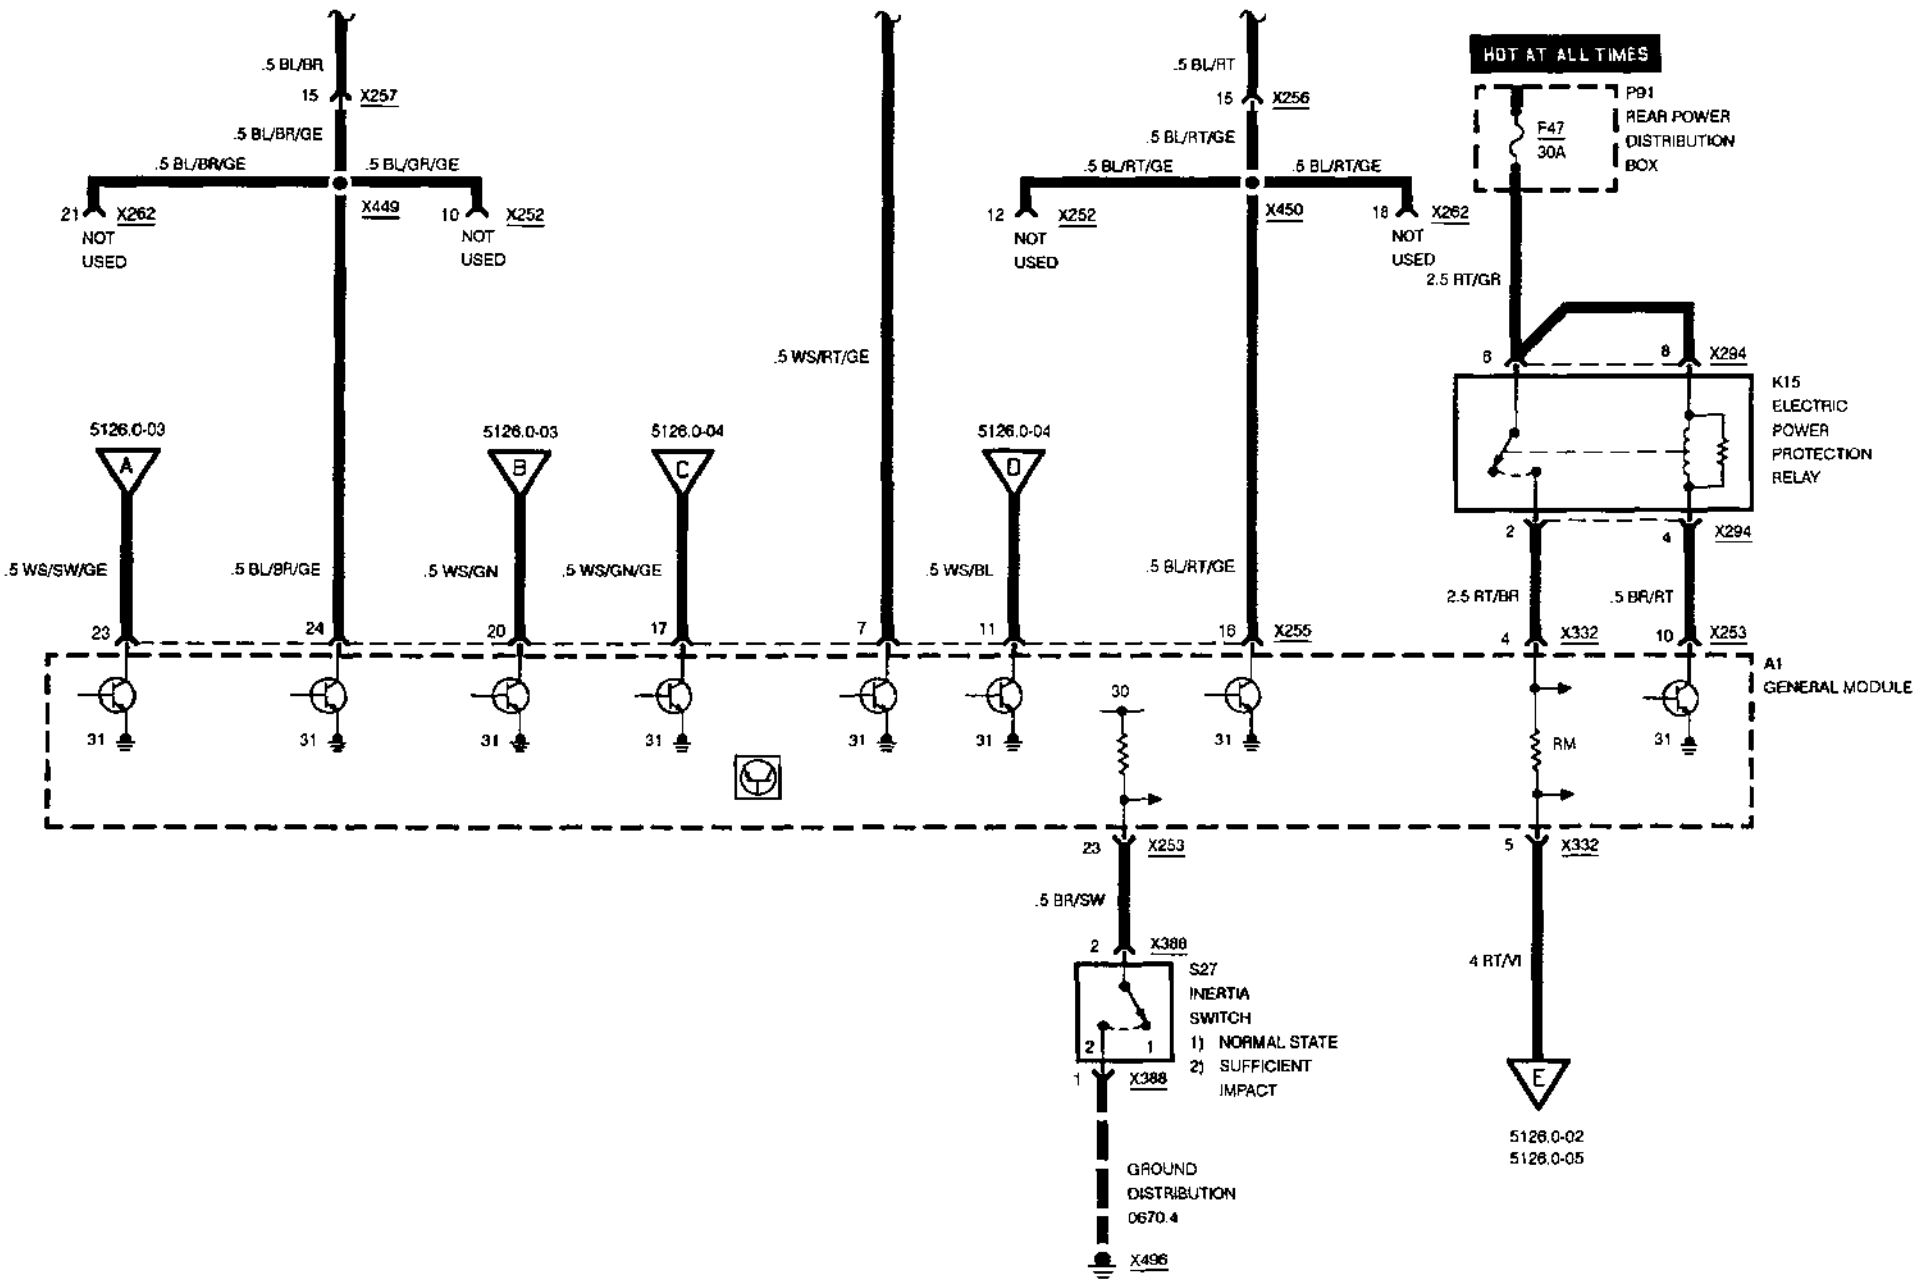 HOT AT ALL TIMES
.5 BL/BR
15 X257
.5 BL/BR/GE
.5 BL/BR/GE
.5 BL/GR/GE
21 X262
NOT
USED
X449
10 X252
NOT
USED
.5 BL/RT
15 X256
.5 BL/RT/GE
.5 BL/RT/GE
.5 BL/RT/GE
12 X252
NOT
USED
X450
18 X262
NOT
USED
F47
30A
P91
REAR POWER
DISTRIBUTION
BOX
2.5 RT/GR
.5 WS/RT/GE
6
8 X294
K15
ELECTRIC
POWER
PROTECTION
RELAY
5126.0-03
A
5126.0-03
B
5126.0-04
C
5126.0-04
D
2
4 X294
.5 WS/SW/GE
.5 BL/BR/GE
.5 WS/GN
.5 WS/GN/GE
.5 WS/BL
.5 BL/RT/GE
2.5 RT/BR
.5 BR/RT
23
24
20
17
7
11
16 X255
4 X332
10 X253
A1
GENERAL MODULE
30
31
31
31
31
31
31
31
RM
31
23 X253
5 X332
.5 BR/SW
2 X388
S27
INERTIA
SWITCH
1) NORMAL STATE
2) SUFFICIENT
IMPACT
2 1
1 X388
4 RT/VI
E
5126.0-02
5126.0-05
GROUND
DISTRIBUTION
0670.4
X496